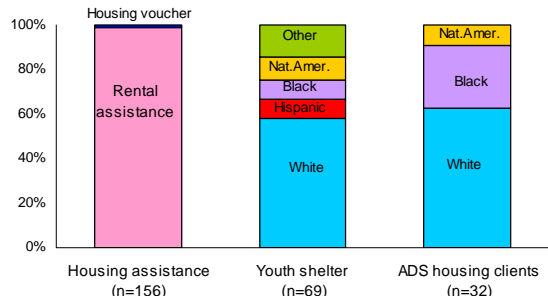 Housing voucher
100%
80%
60%
40%
20%
0%
Rental
assistance
Other
Nat.Amer.
Black
Hispanic
White
Nat.Amer.
Black
White
Housing assistance
(n=156)
Youth shelter
(n=69)
ADS housing clients
(n=32)